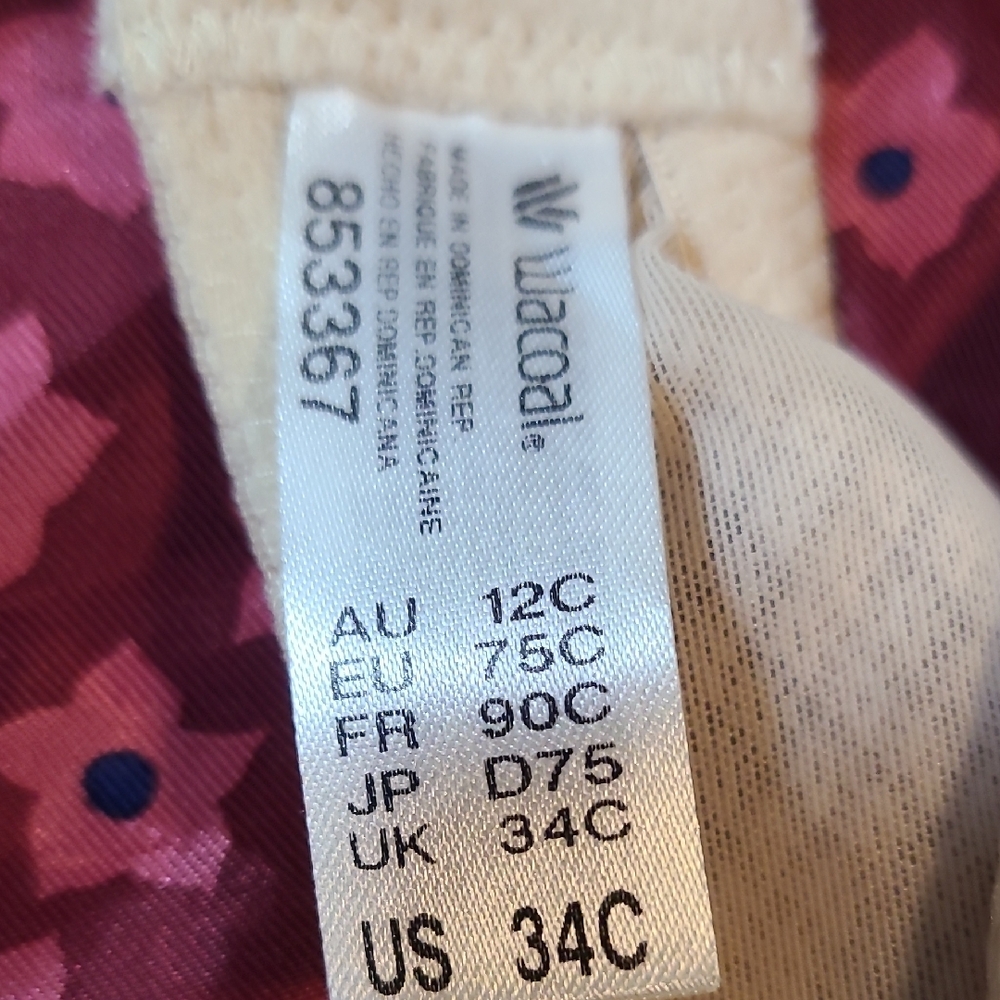 wacoal®
MADE IN DOMINICAN REP.
FABRIQUE EN REP.DOMINICAINE
HECHO EN REP DOMINICANA
853367
AU 12C
EU 75C
FR 90C
JP D75
UK 34C
US 34C